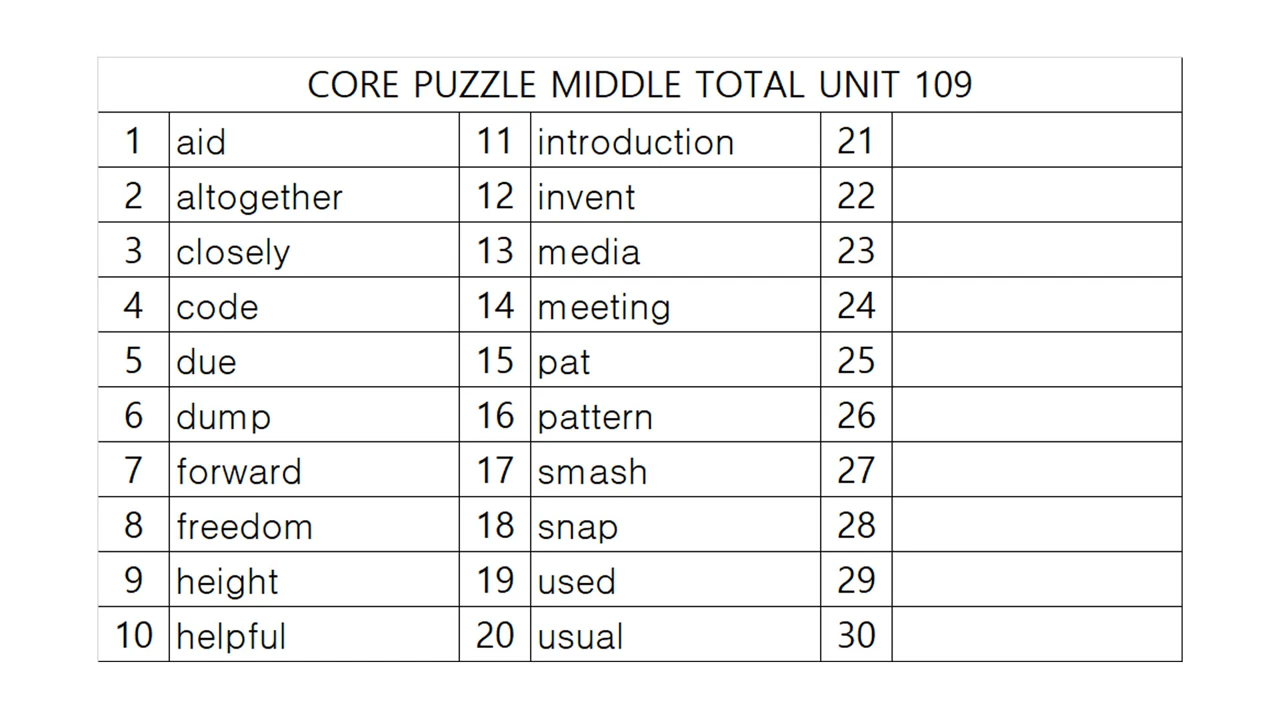 CORE PUZZLE MIDDLE TOTAL UNIT 109
1 aid 11 introduction 21
2 altogether 12 invent 22
3 closely 13 media 23
4 code 14 meeting 24
5 due 15 pat 25
6 dump 16 pattern 26
7 forward 17 smash 27
8 freedom 18 snap 28
9 height 19 used 29
10 helpful 20 usual 30